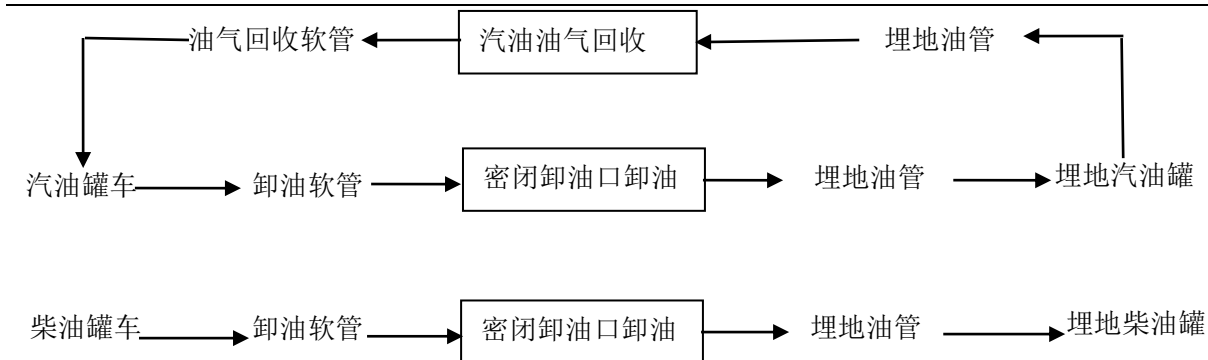 油气回收软管 汽油油气回收 埋地油管
汽油罐车 卸油软管 密闭卸油口卸油 埋地油管 埋地汽油罐
柴油罐车 卸油软管 密闭卸油口卸油 埋地油管 埋地柴油罐